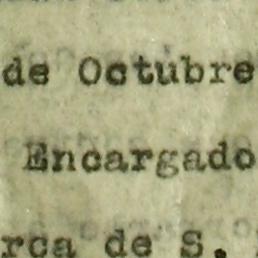 de Octubre
Encargado
rca de S.